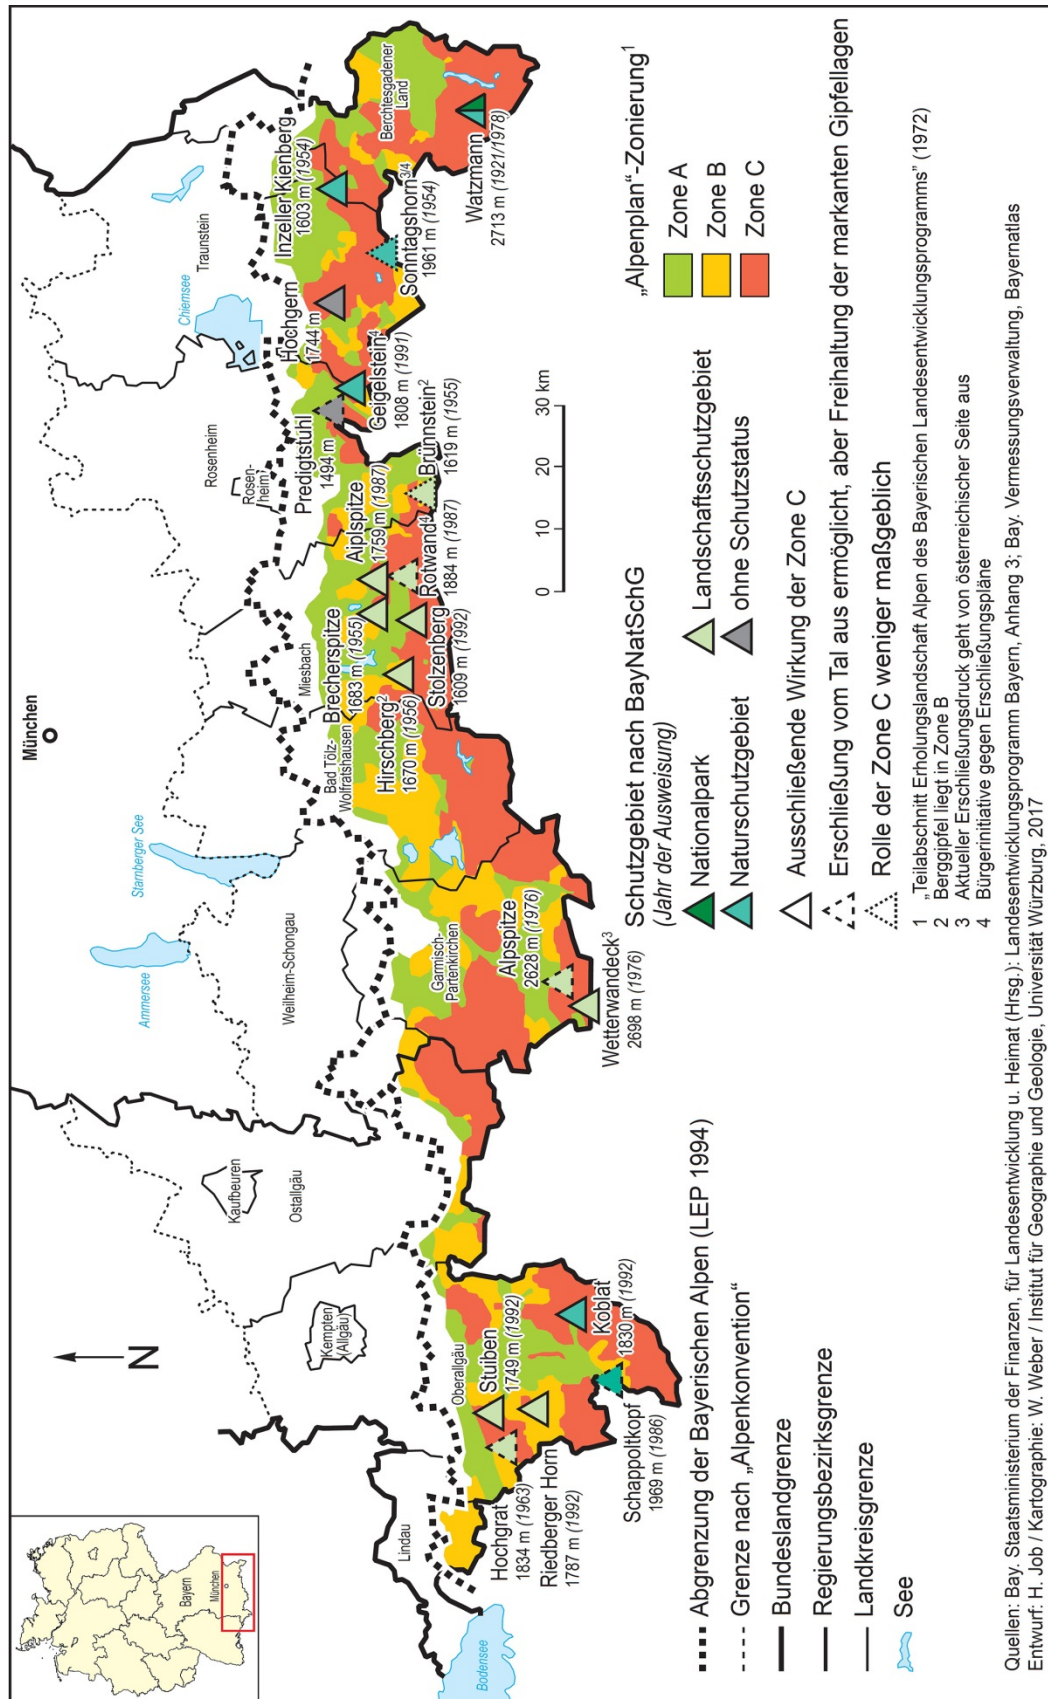 Bayern
München
N
München
Bodensee
Lindau
Kempten
(Allgäu)
Kaufbeuren
Ostallgäu
Oberallgäu
Ammersee
Starnberger See
Weilheim-Schongau
Garmisch-
Partenkirchen
Bad Tölz-
Wolfratshausen
Miesbach
Rosenheim
Rosen-
(heim)
Chiemsee
Traunstein
Berchtesgadener
Land
Hochgrat
1834 m (1963)
Riedberger Horn
1787 m (1992)
Stuiben
1749 m (1992)
Schappoltkopf
1969 m (1986)
Koblat
1830 m (1992)
Wetterwandeck³
2698 m (1976)
Alpspitze
2628 m (1976)
Hirschberg²
1670 m (1956)
Brecherspitze
1683 m (1955)
Stolzenberg
1609 m (1992)
Aiplspitze
1759 m (1987)
Rotwand⁴
1884 m (1987)
Brünnstein²
1619 m (1955)
Predigtstuhl
1494 m
Geigelstein⁴
1808 m (1991)
Hochgern
1744 m
Sonntagshorn³/⁴
1961 m (1954)
Inzeller Kienberg
1603 m (1954)
Watzmann
2713 m (1921/1978)
0 10 20 30 km
Abgrenzung der Bayerischen Alpen (LEP 1994)
Grenze nach „Alpenkonvention“
Bundeslandgrenze
Regierungsbezirksgrenze
Landkreisgrenze
See
Schutzgebiet nach BayNatSchG
(Jahr der Ausweisung)
Nationalpark
Naturschutzgebiet
Landschaftsschutzgebiet
ohne Schutzstatus
Ausschließende Wirkung der Zone C
Erschließung vom Tal aus ermöglicht, aber Freihaltung der markanten Gipfellagen
Rolle der Zone C weniger maßgeblich
„Alpenplan“-Zonierung¹
Zone A
Zone B
Zone C
1 „Teilabschnitt Erholungslandschaft Alpen des Bayerischen Landesentwicklungsprogramms” (1972)
2 Berggipfel liegt in Zone B
3 Aktueller Erschließungsdruck geht von österreichischer Seite aus
4 Bürgerinitiative gegen Erschließungspläne
Quellen: Bay. Staatsministerium der Finanzen, für Landesentwicklung u. Heimat (Hrsg.): Landesentwicklungsprogramm Bayern, Anhang 3; Bay. Vermessungsverwaltung, Bayernatlas
Entwurf: H. Job / Kartographie: W. Weber / Institut für Geographie und Geologie, Universität Würzburg, 2017